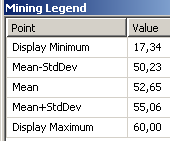 Mining Legend
Point Value
Display Minimum 17,34
Mean-StdDev 50,23
Mean 52,65
Mean+StdDev 55,06
Display Maximum 60,00